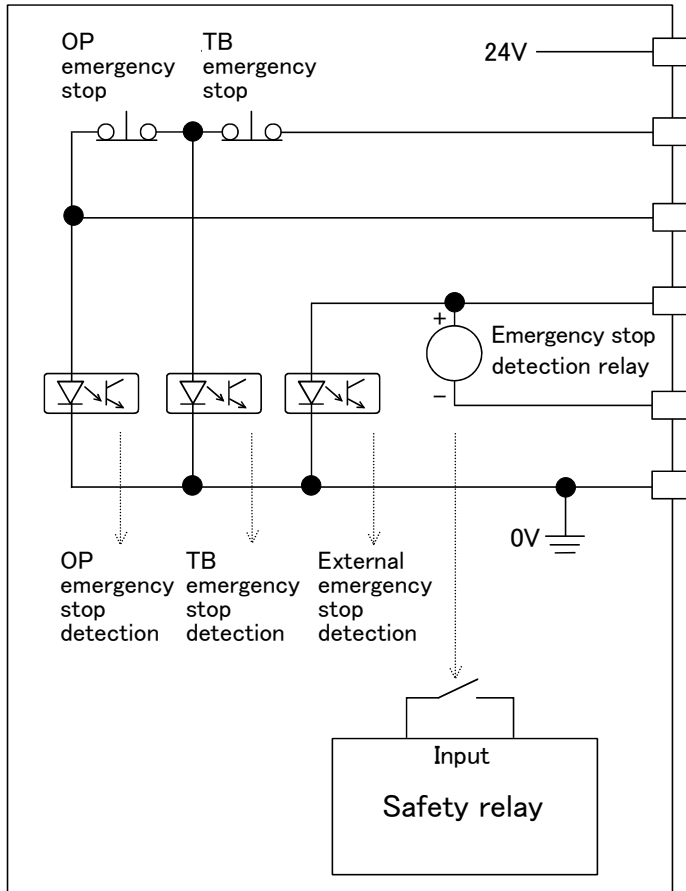 OP
emergency
stop
TB
emergency
stop
24V
+
Emergency stop
detection relay
−
0V
OP
emergency
stop
detection
TB
emergency
stop
detection
External
emergency
stop
detection
Input
Safety relay